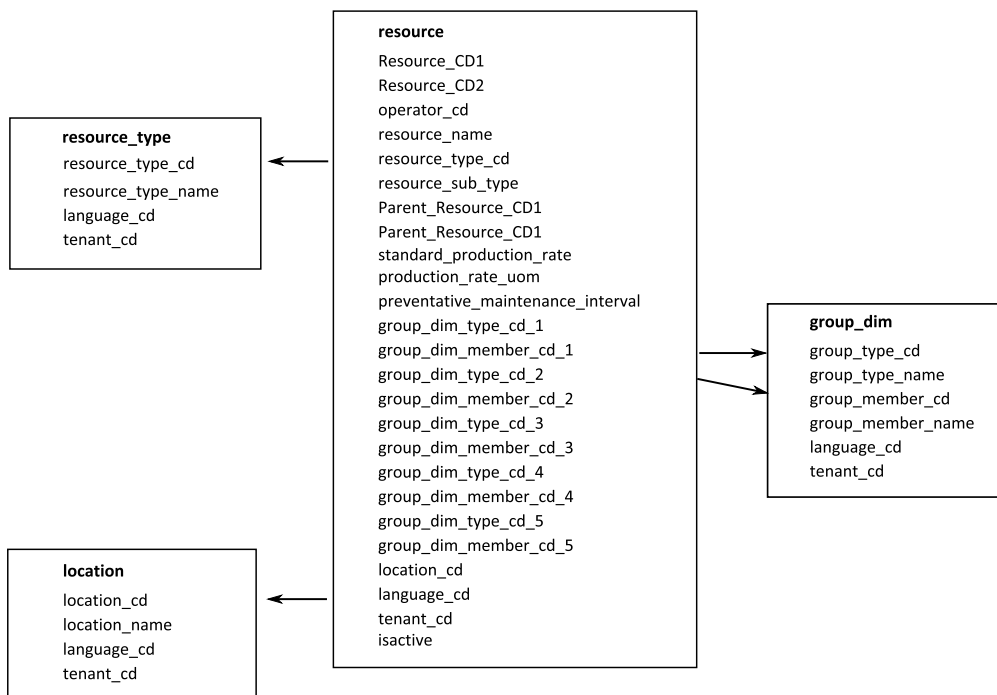 resource
Resource_CD1
Resource_CD2
operator_cd
resource_name
resource_type_cd
resource_sub_type
Parent_Resource_CD1
Parent_Resource_CD1
standard_production_rate
production_rate_uom
preventative_maintenance_interval
group_dim_type_cd_1
group_dim_member_cd_1
group_dim_type_cd_2
group_dim_member_cd_2
group_dim_type_cd_3
group_dim_member_cd_3
group_dim_type_cd_4
group_dim_member_cd_4
group_dim_type_cd_5
group_dim_member_cd_5
location_cd
language_cd
tenant_cd
isactive
resource_type
resource_type_cd
resource_type_name
language_cd
tenant_cd
group_dim
group_type_cd
group_type_name
group_member_cd
group_member_name
language_cd
tenant_cd
location
location_cd
location_name
language_cd
tenant_cd